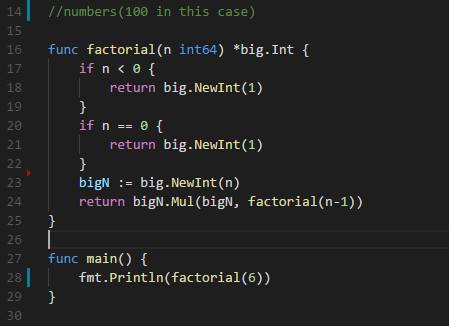 14 //numbers(100 in this case)
15
16 func factorial(n int64) *big.Int {
17     if n < 0 {
18         return big.NewInt(1)
19     }
20     if n == 0 {
21         return big.NewInt(1)
22     }
23     bigN := big.NewInt(n)
24     return bigN.Mul(bigN, factorial(n-1))
25 }
26
27 func main() {
28     fmt.Println(factorial(6))
29 }
30